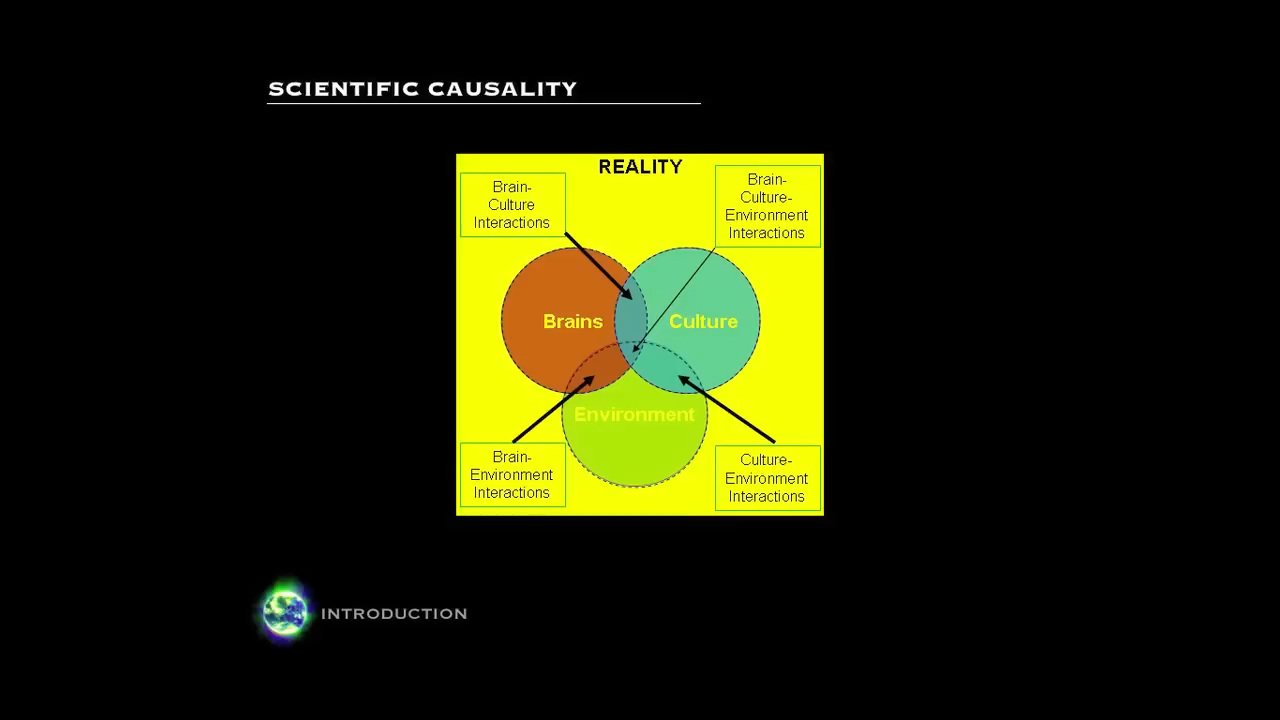 SCIENTIFIC CAUSALITY
REALITY
Brain-
Culture
Interactions
Brain-
Culture-
Environment
Interactions
Brains
Culture
Environment
Brain-
Environment
Interactions
Culture-
Environment
Interactions
INTRODUCTION